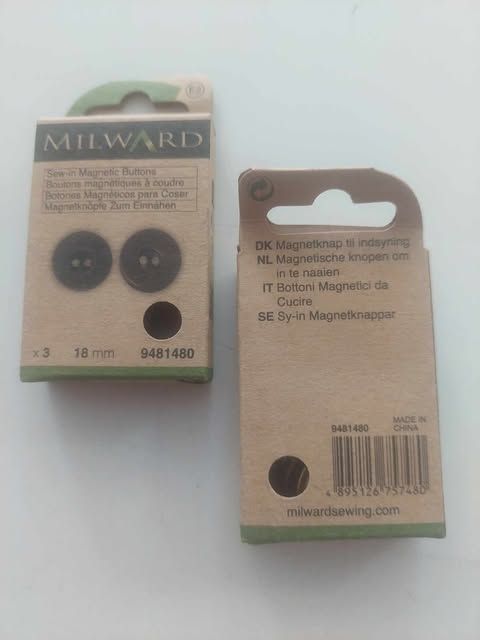 MILWARD
Sew-in Magnetic Buttons
Boutons magnétiques à coudre
Botones Magnéticos para Coser
Magnetknöpfe Zum Einnähen
x 3 18 mm 9481480
DK Magnetknap til indsyning
NL Magnetische knopen om
in te naaien
IT Bottoni Magnetici da
Cucire
SE Sy-in Magnetknappar
9481480
MADE IN
CHINA
4 895126 757480
milwardsewing.com